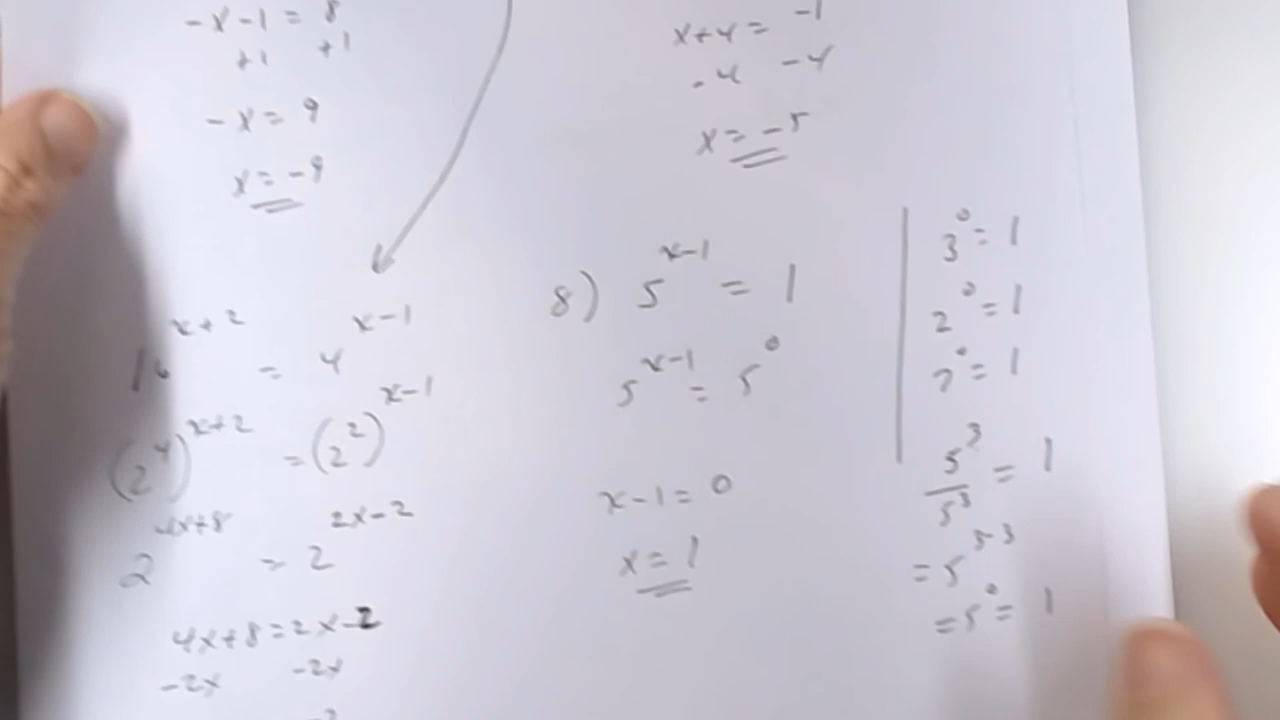 -x-1 = 8
+1 +1
-x = 9
x = -9
16^{x+2} = 4^{x-1}
(2^4)^{x+2} = (2^2)^{x-1}
2^{4x+8} = 2^{2x-2}
4x+8=2x-2
-2x -2x
x+4 = -1
-4 -4
x = -5
8) 5^{x-1} = 1
5^{x-1} = 5^0
x-1=0
x=1
3^0 = 1
2^0 = 1
7^0 = 1
5^3/5^3 = 1
= 5^{3-3}
= 5^0 = 1